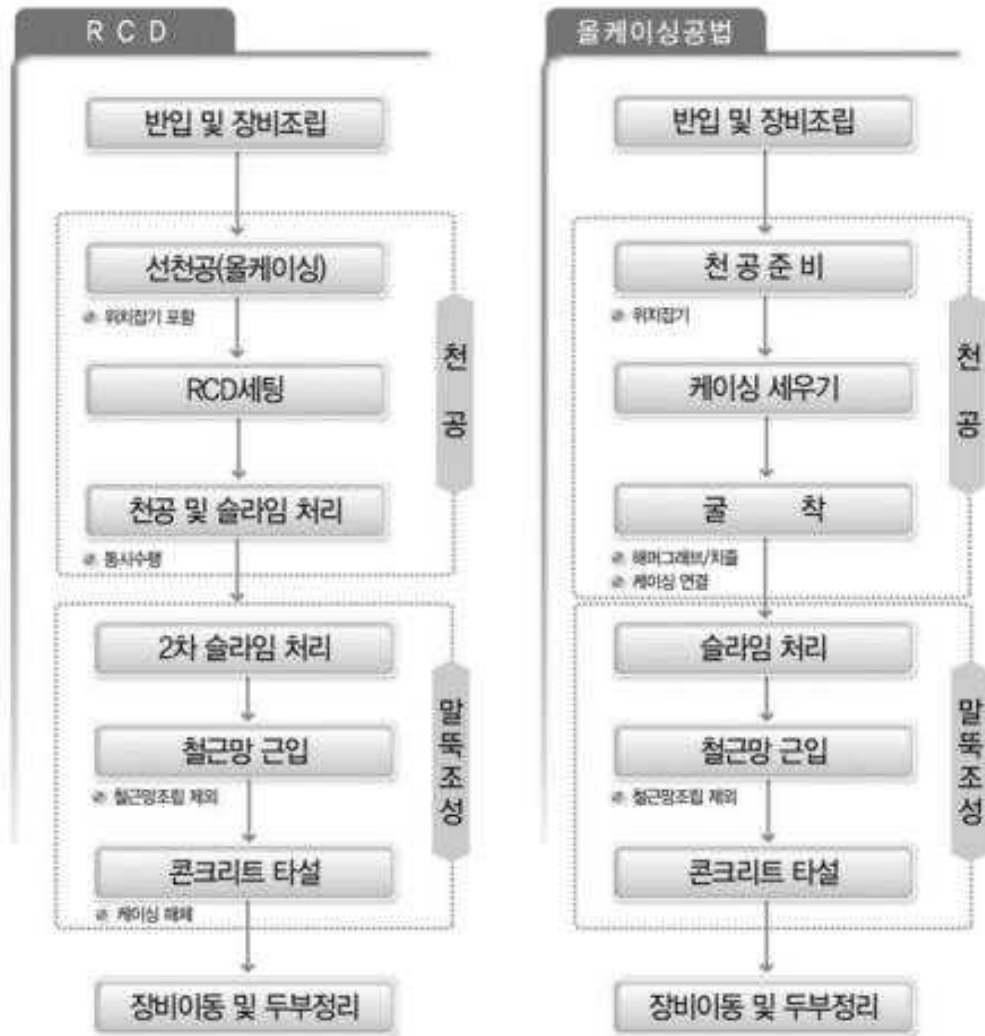 RCD
반입 및 장비조립
선천공(올케이싱)
위치잡기 포함
RCD세팅
천공 및 슬라임 처리
동시수행
천공
2차 슬라임 처리
철근망 근입
철근망조립 제외
콘크리트 타설
케이싱 해체
말뚝조성
장비이동 및 두부정리
올케이싱공법
반입 및 장비조립
천공준비
위치잡기
케이싱 세우기
굴 착
해머그래브/치즐
케이싱 연결
천공
슬라임 처리
철근망 근입
철근망조립 제외
콘크리트 타설
말뚝조성
장비이동 및 두부정리